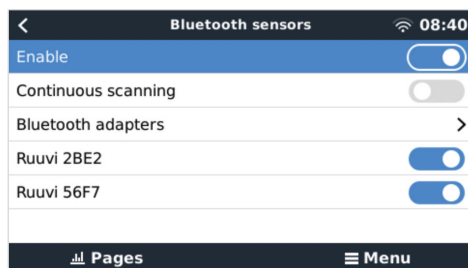 Bluetooth sensors 08:40
Enable
Continuous scanning
Bluetooth adapters
Ruuvi 2BE2
Ruuvi 56F7
Pages Menu